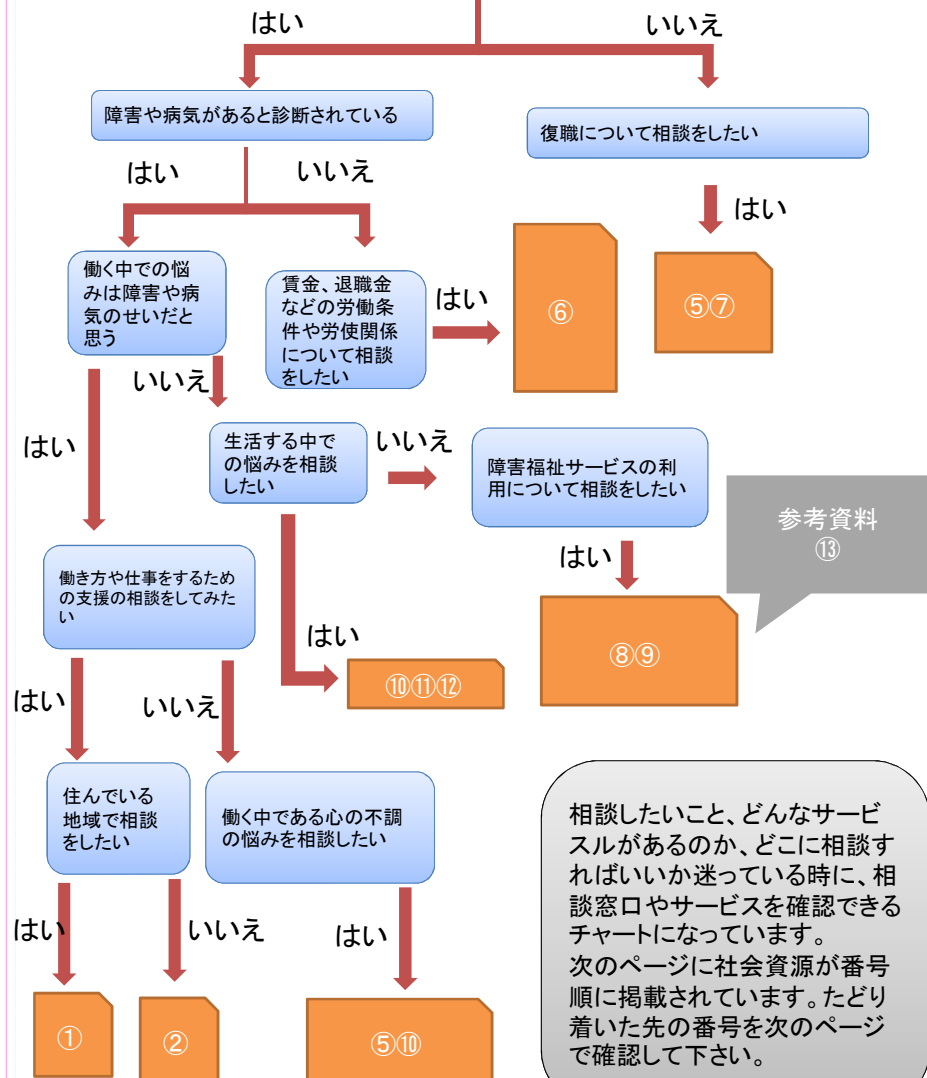 はい
いいえ
障害や病気があると診断されている
復職について相談をしたい
はい
いいえ
はい
働く中での悩
みは障害や病
気のせいだと
思う
賃金、退職金
などの労働条
件や労使関係
について相談
をしたい
はい
⑥
⑤⑦
いいえ
はい
生活する中で
の悩みを相談
したい
いいえ
障害福祉サービスの利
用について相談をしたい
参考資料
⑬
はい
働き方や仕事をするため
の支援の相談をしてみた
い
はい
⑧⑨
⑩⑪⑫
はい
いいえ
住んでいる
地域で相談
をしたい
働く中である心の不調
の悩みを相談したい
はい
いいえ
はい
①
②
⑤⑩
相談したいこと、どんなサービ
スルがあるのか、どこに相談す
ればいいか迷っている時に、相
談窓口やサービスを確認できる
チャートになっています。
次のページに社会資源が番号
順に掲載されています。たどり
着いた先の番号を次のページ
で確認して下さい。